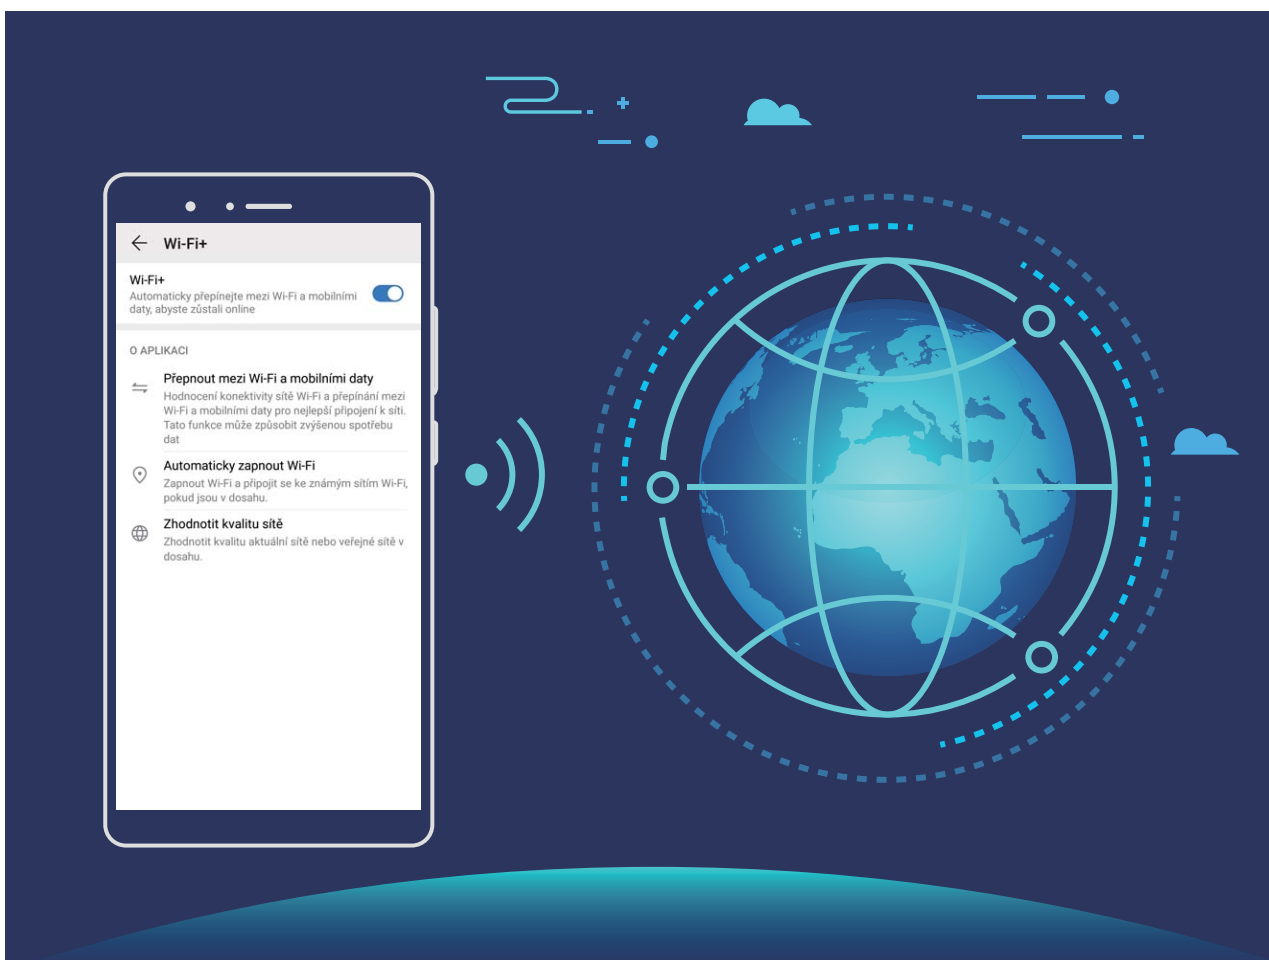 Wi-Fi+
Wi-Fi+
Automaticky přepínejte mezi Wi-Fi a mobilními
daty, abyste zůstali online
O APLIKACI
Přepnout mezi Wi-Fi a mobilními daty
Hodnocení konektivity sítě Wi-Fi a přepínání mezi
Wi-Fi a mobilními daty pro nejlepší připojení k síti.
Tato funkce může způsobit zvýšenou spotřebu
dat
Automaticky zapnout Wi-Fi
Zapnout Wi-Fi a připojit se ke známým sítím Wi-Fi,
pokud jsou v dosahu.
Zhodnotit kvalitu sítě
Zhodnotit kvalitu aktuální sítě nebo veřejné sítě v
dosahu.